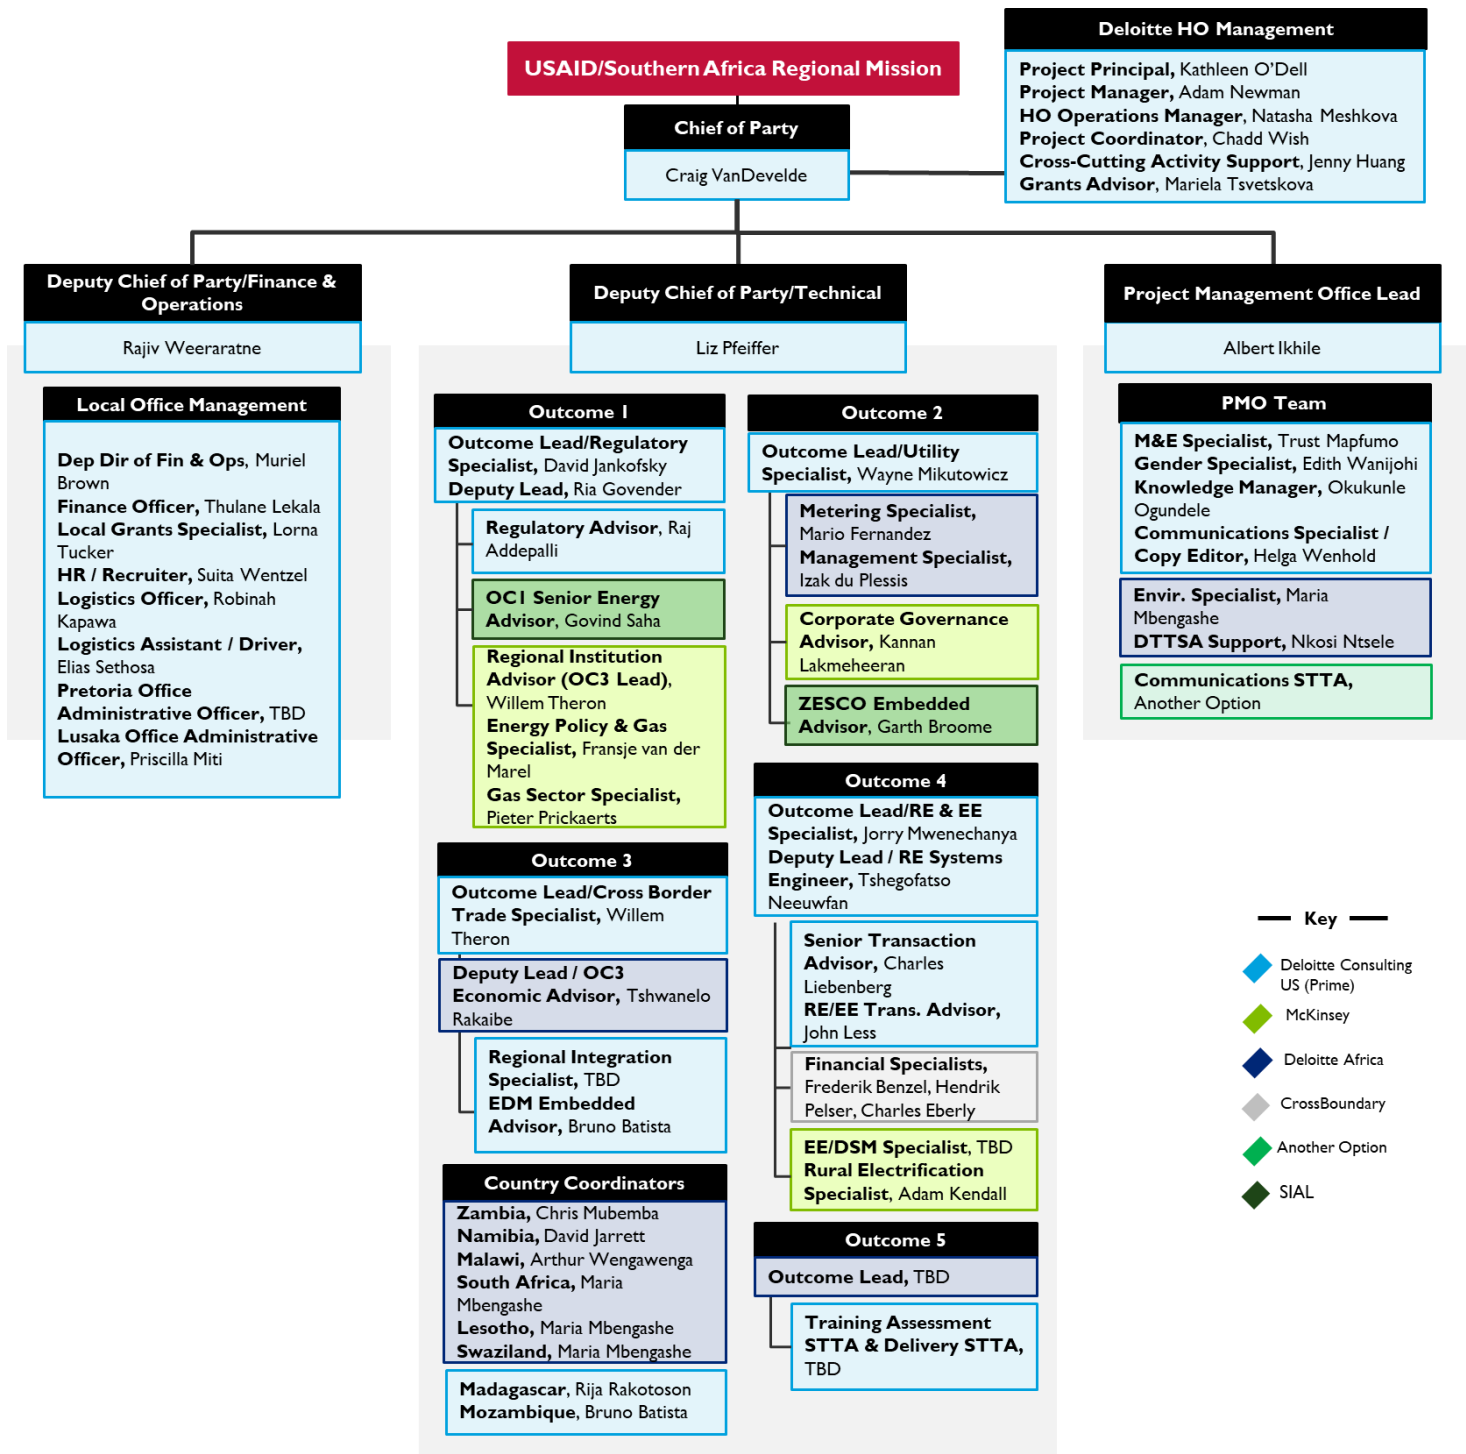 USAID/Southern Africa Regional Mission
Chief of Party
Craig VanDevelde
Deloitte HO Management
Project Principal, Kathleen O'Dell
Project Manager, Adam Newman
HO Operations Manager, Natasha Meshkova
Project Coordinator, Chadd Wish
Cross-Cutting Activity Support, Jenny Huang
Grants Advisor, Mariela Tsvetskova
Deputy Chief of Party/Finance &
Operations
Rajiv Weeraratne
Local Office Management
Dep Dir of Fin & Ops, Muriel
Brown
Finance Officer, Thulane Lekala
Local Grants Specialist, Lorna
Tucker
HR / Recruiter, Suita Wentzel
Logistics Officer, Robinah
Kapawa
Logistics Assistant / Driver,
Elias Sethosa
Pretoria Office
Administrative Officer, TBD
Lusaka Office Administrative
Officer, Priscilla Miti
Deputy Chief of Party/Technical
Liz Pfeiffer
Outcome 1
Outcome Lead/Regulatory
Specialist, David Jankofsky
Deputy Lead, Ria Govender
Regulatory Advisor, Raj
Addepalli
OC1 Senior Energy
Advisor, Govind Saha
Regional Institution
Advisor (OC3 Lead),
Willem Theron
Energy Policy & Gas
Specialist, Fransje van der
Marel
Gas Sector Specialist,
Pieter Prickaerts
Outcome 3
Outcome Lead/Cross Border
Trade Specialist, Willem
Theron
Deputy Lead / OC3
Economic Advisor, Tshwanelo
Rakaibe
Regional Integration
Specialist, TBD
EDM Embedded
Advisor, Bruno Batista
Country Coordinators
Zambia, Chris Mubemba
Namibia, David Jarrett
Malawi, Arthur Wengawenga
South Africa, Maria
Mbengashe
Lesotho, Maria Mbengashe
Swaziland, Maria Mbengashe
Madagascar, Rija Rakotoson
Mozambique, Bruno Batista
Outcome 2
Outcome Lead/Utility
Specialist, Wayne Mikutowicz
Metering Specialist,
Mario Fernandez
Management Specialist,
Izak du Plessis
Corporate Governance
Advisor, Kannan
Lakmeheeran
ZESCO Embedded
Advisor, Garth Broome
Outcome 4
Outcome Lead/RE & EE
Specialist, Jorry Mwenechanya
Deputy Lead / RE Systems
Engineer, Tshegofatso
Neeuwfan
Senior Transaction
Advisor, Charles
Liebenberg
RE/EE Trans. Advisor,
John Less
Financial Specialists,
Frederik Benzel, Hendrik
Pelser, Charles Eberly
EE/DSM Specialist, TBD
Rural Electrification
Specialist, Adam Kendall
Outcome 5
Outcome Lead, TBD
Training Assessment
STTA & Delivery STTA,
TBD
Project Management Office Lead
Albert Ikhile
PMO Team
M&E Specialist, Trust Mapfumo
Gender Specialist, Edith Wanijohi
Knowledge Manager, Okukunle
Ogundele
Communications Specialist /
Copy Editor, Helga Wenhold
Envir. Specialist, Maria
Mbengashe
DTTSA Support, Nkosi Ntsele
Communications STTA,
Another Option
Key
Deloitte Consulting
US (Prime)
McKinsey
Deloitte Africa
CrossBoundary
Another Option
SIAL